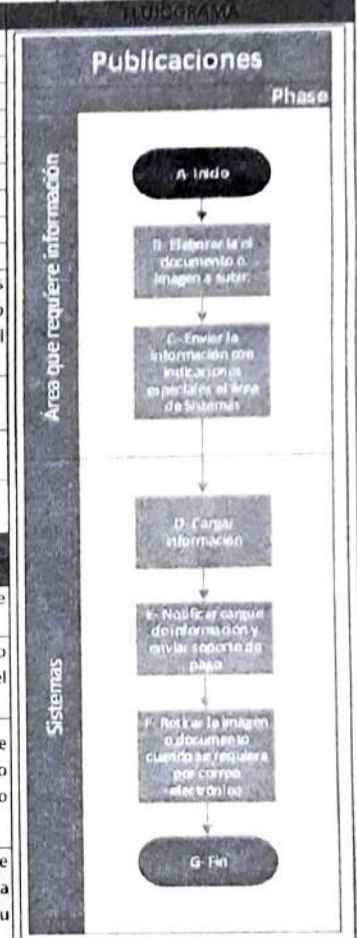 FLUJOGRAMA
Publicaciones
Phase
Área que requiere información
A- Inicio
B- Elaborar la el
documento o
Imagen a subir.
C- Enviar la
información con
indicaciones
especiales al área
de Sistemas
Sistemas
D- Cargar
información
E- Notificar cargue
de información y
enviar soporte de
pago
F- Retirar la imagen
o documento
cuando se requiera
por correo
electrónico
G- Fin